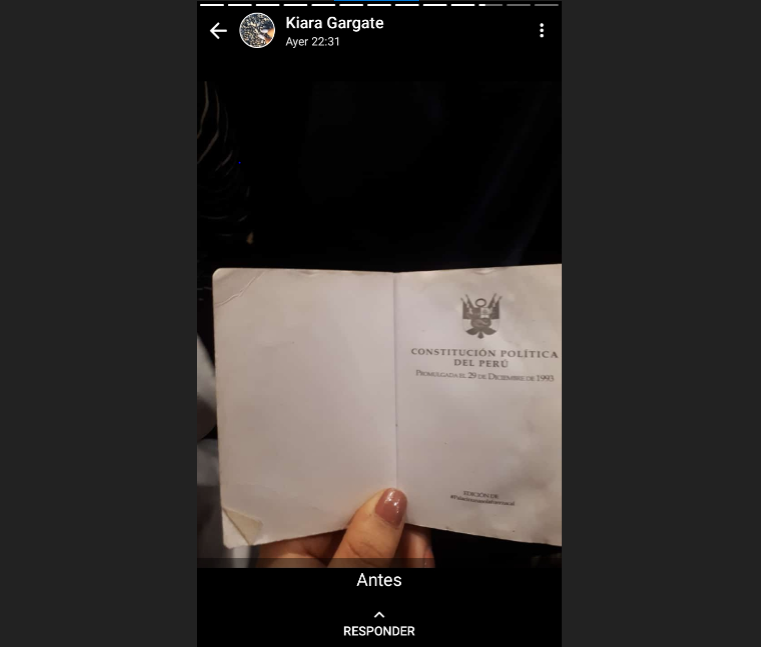 Kiara Gargate
Ayer 22:31
CONSTITUCIÓN POLÍTICA
DEL PERÚ
PROMULGADA EL 29 DE DICIEMBRE DE 1993
EDICIÓN DE
Antes
RESPONDER